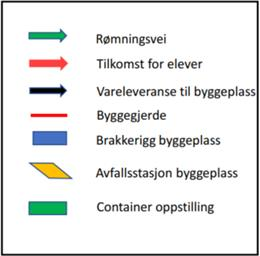 Rømningsvei
Tilkomst for elever
Vareleveranse til byggeplass
Byggegjerde
Brakkerigg byggeplass
Avfallsstasjon byggeplass
Container oppstilling